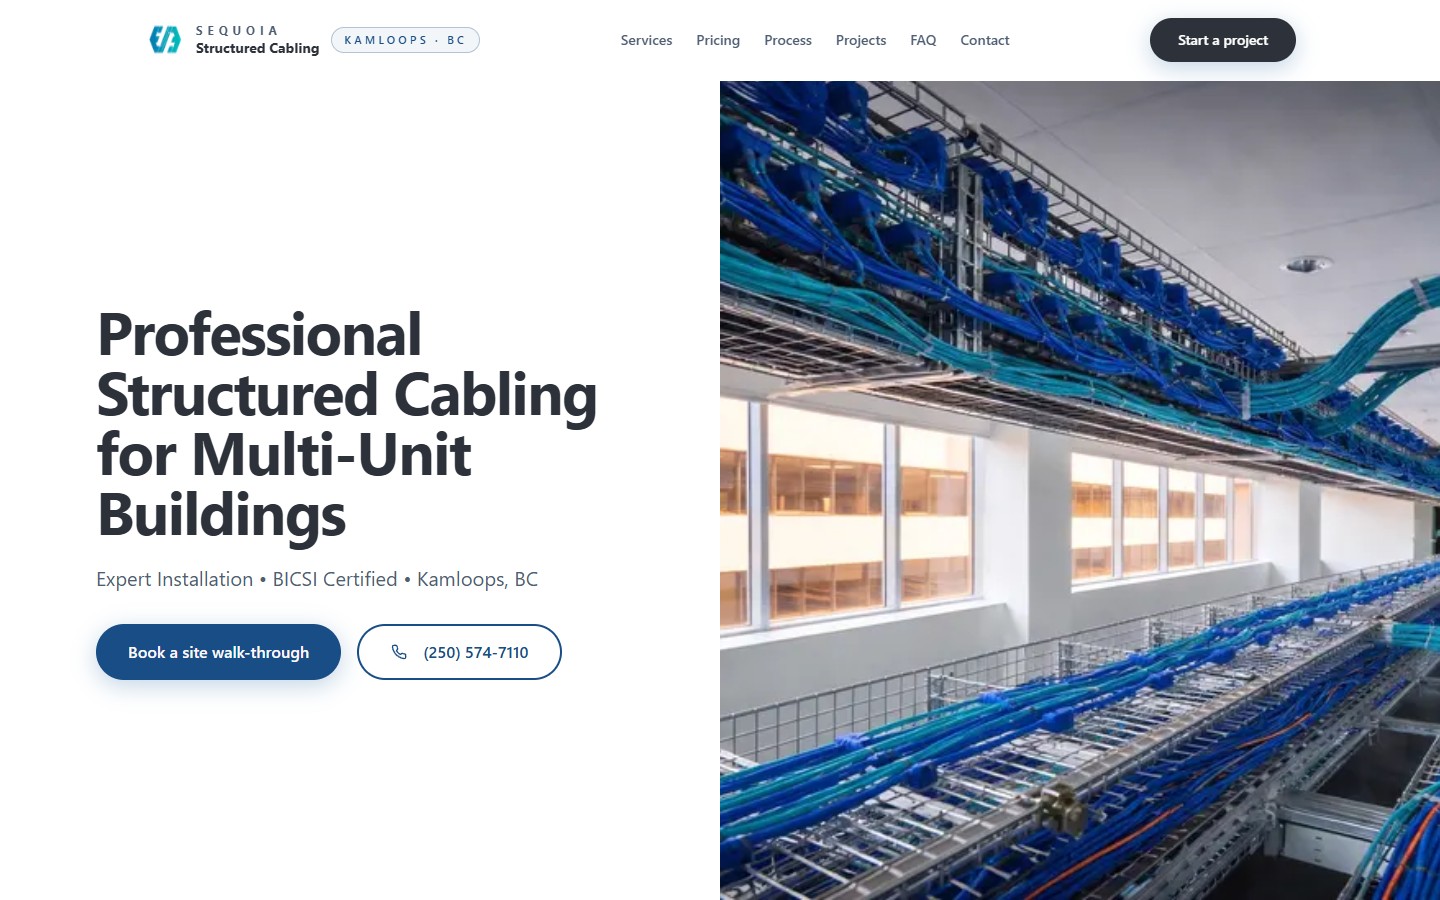 SEQUOIA
Structured Cabling
KAMLOOPS · BC
Services
Pricing
Process
Projects
FAQ
Contact
Start a project
Professional
Structured Cabling
for Multi-Unit
Buildings
Expert Installation • BICSI Certified • Kamloops, BC
Book a site walk-through
(250) 574-7110